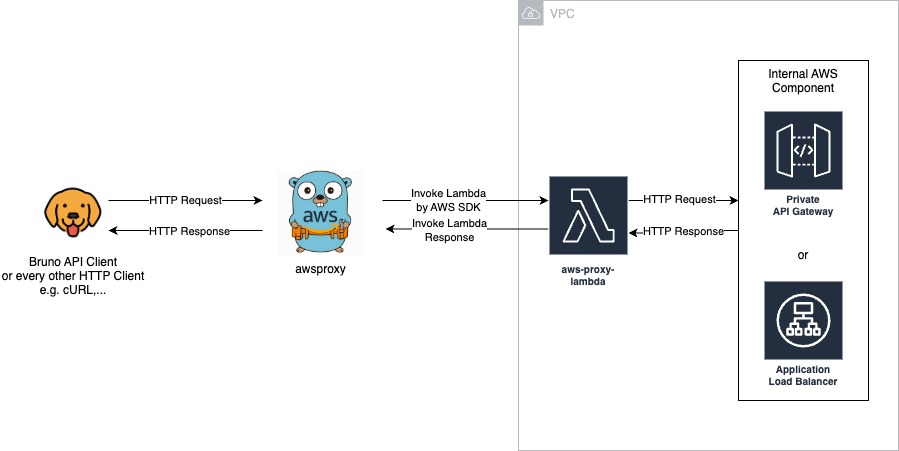 VPC
Internal AWS
Component
HTTP Request
HTTP Response
Bruno API Client
or every other HTTP Client
e.g. cURL,...
aws
awsproxy
Invoke Lambda
by AWS SDK
Invoke Lambda
Response
aws-proxy-
lambda
HTTP Request
HTTP Response
</>
Private
API Gateway
or
Application
Load Balancer